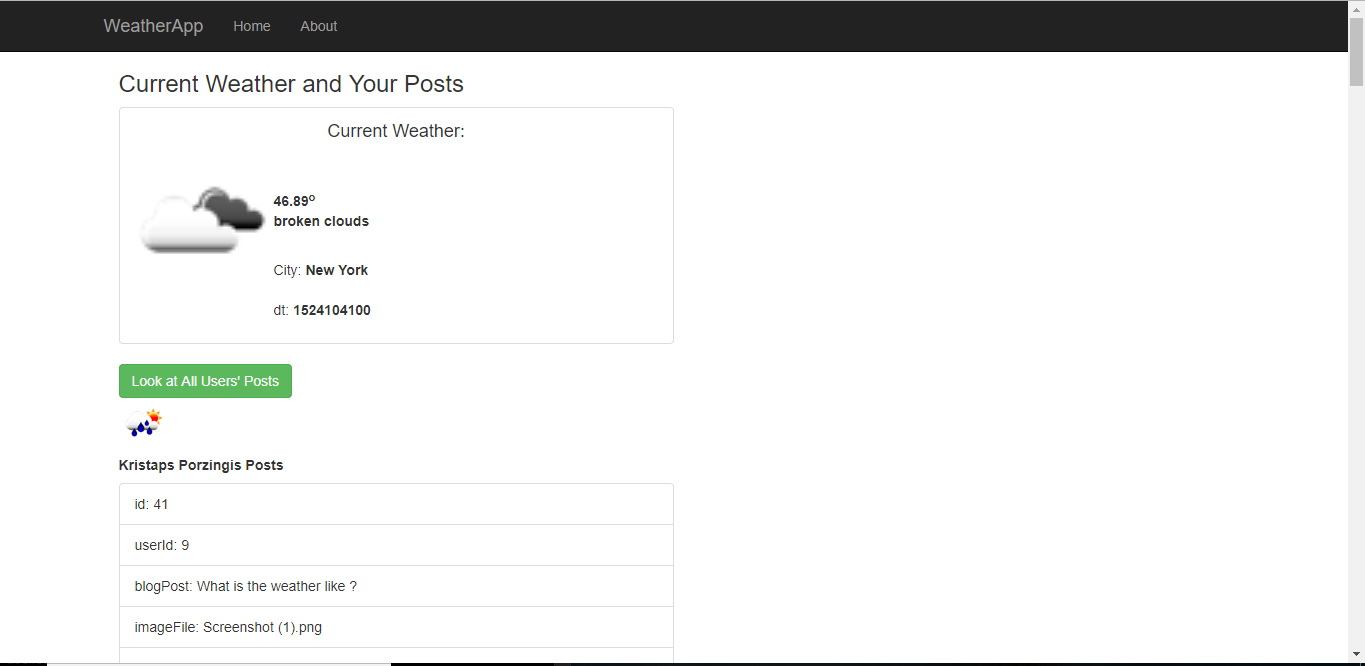 WeatherApp Home About
Current Weather and Your Posts
Current Weather:
46.89º
broken clouds
City: New York
dt: 1524104100
Look at All Users' Posts
Kristaps Porzingis Posts
id: 41
userId: 9
blogPost: What is the weather like ?
imageFile: Screenshot (1).png